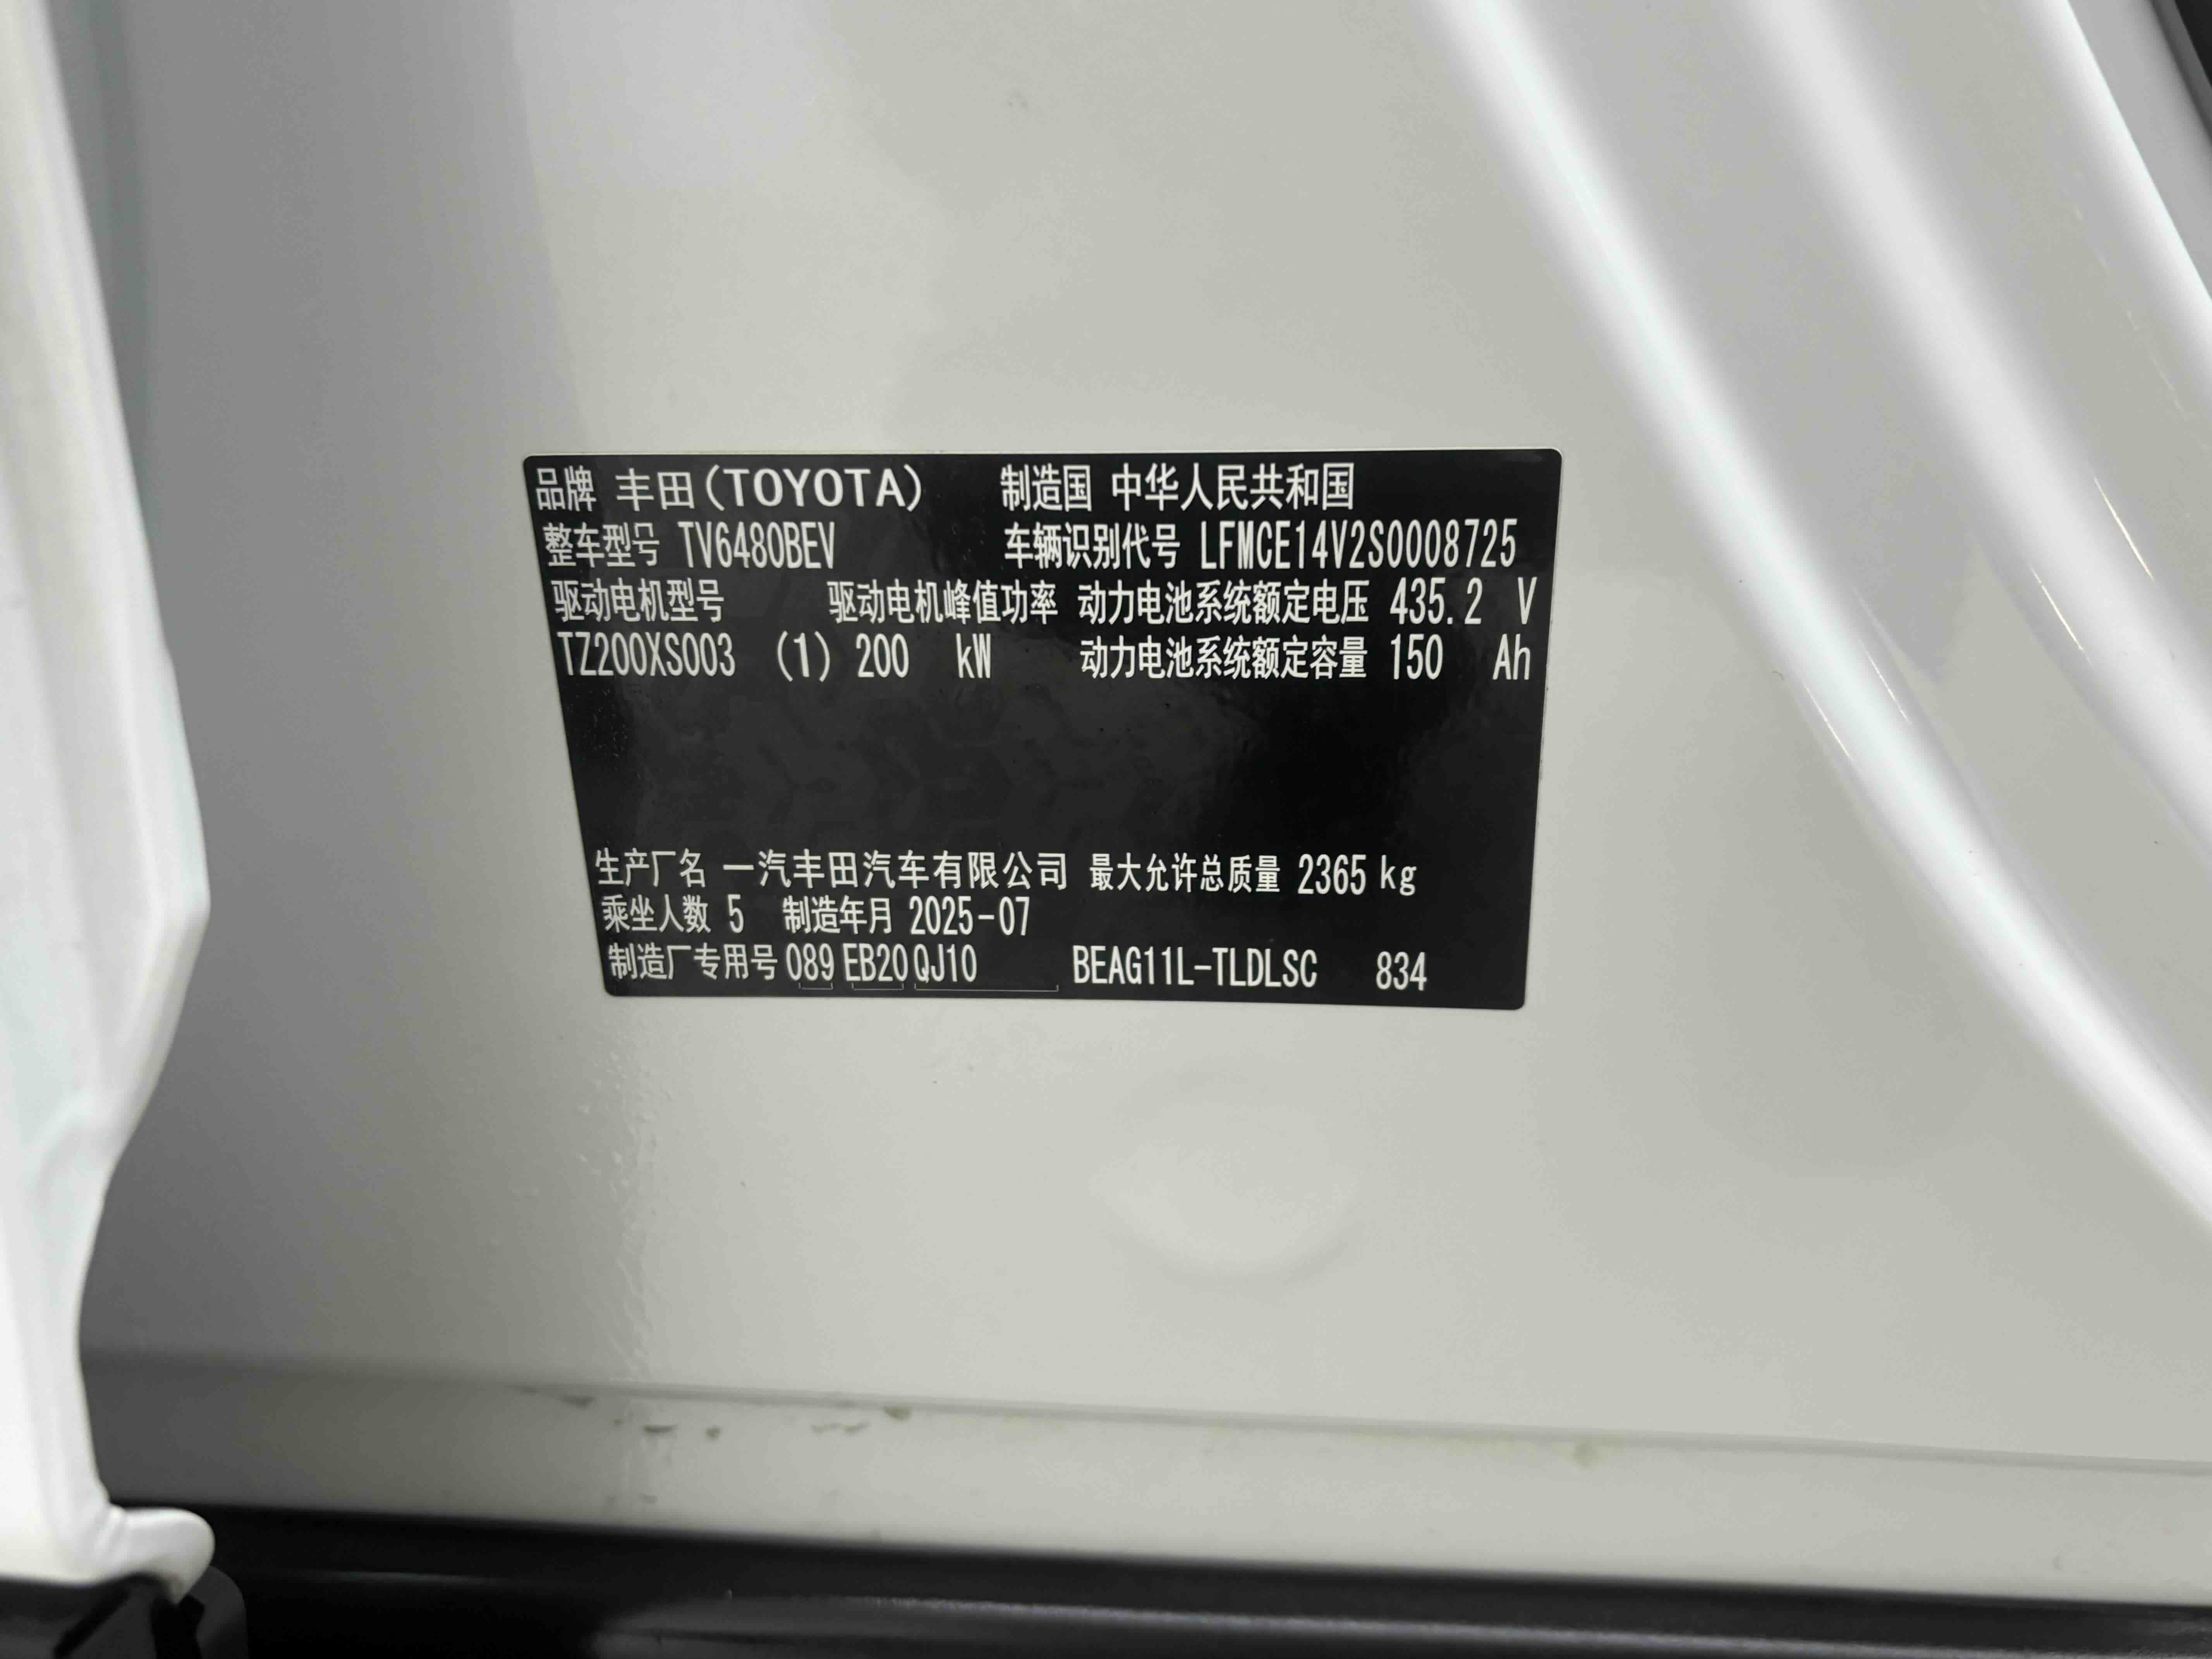 品牌 丰田(TOYOTA) 制造国 中华人民共和国
整车型号 TV6480BEV 车辆识别代号 LFMCE14V2S0008725
驱动电机型号 驱动电机峰值功率 动力电池系统额定电压 435.2 V
TZ200XS003 (1) 200 kW 动力电池系统额定容量 150 Ah
生产厂名 一汽丰田汽车有限公司 最大允许总质量 2365 kg
乘坐人数 5 制造年月 2025-07
制造厂专用号 089 EB20 QJ10 BEAG11L-TLDLSC 834